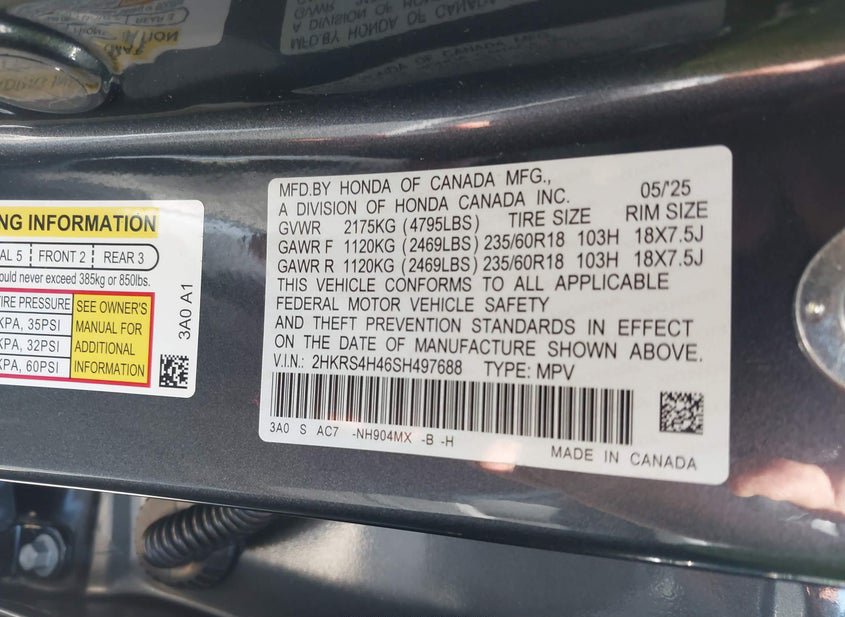 NG INFORMATION
AL 5 FRONT 2 REAR 3
ould never exceed 385kg or 850lbs.
IRE PRESSURE SEE OWNER'S
KPA, 35PSI MANUAL FOR
KPA, 32PSI ADDITIONAL
KPA, 60PSI INFORMATION
3A0 A1
MFD.BY HONDA OF CANADA MFG., 05/'25
A DIVISION OF HONDA CANADA INC.
GVWR 2175KG (4795LBS) TIRE SIZE RIM SIZE
GAWR F 1120KG (2469LBS) 235/60R18 103H 18X7.5J
GAWR R 1120KG (2469LBS) 235/60R18 103H 18X7.5J
THIS VEHICLE CONFORMS TO ALL APPLICABLE
FEDERAL MOTOR VEHICLE SAFETY
AND THEFT PREVENTION STANDARDS IN EFFECT
ON THE DATE OF MANUFACTURE SHOWN ABOVE.
V.I.N.: 2HKRS4H46SH497688 TYPE: MPV
3A0 S AC7 -NH904MX -B -H
MADE IN CANADA